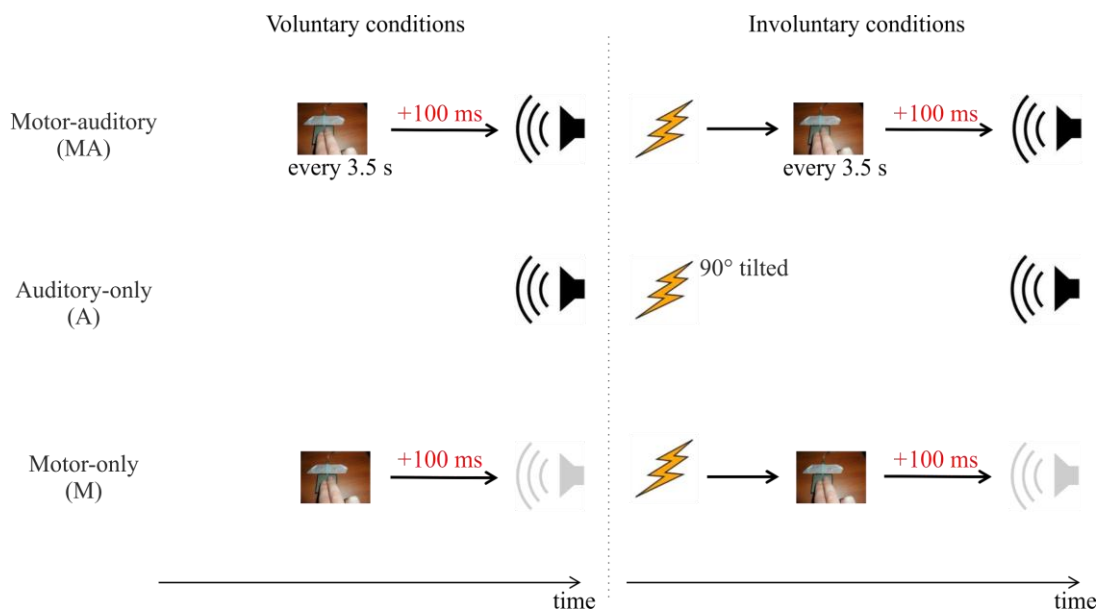 Voluntary conditions
Involuntary conditions
Motor-auditory
(MA)
+100 ms
every 3.5 s
+100 ms
every 3.5 s
Auditory-only
(A)
90° tilted
Motor-only
(M)
+100 ms
+100 ms
time
time